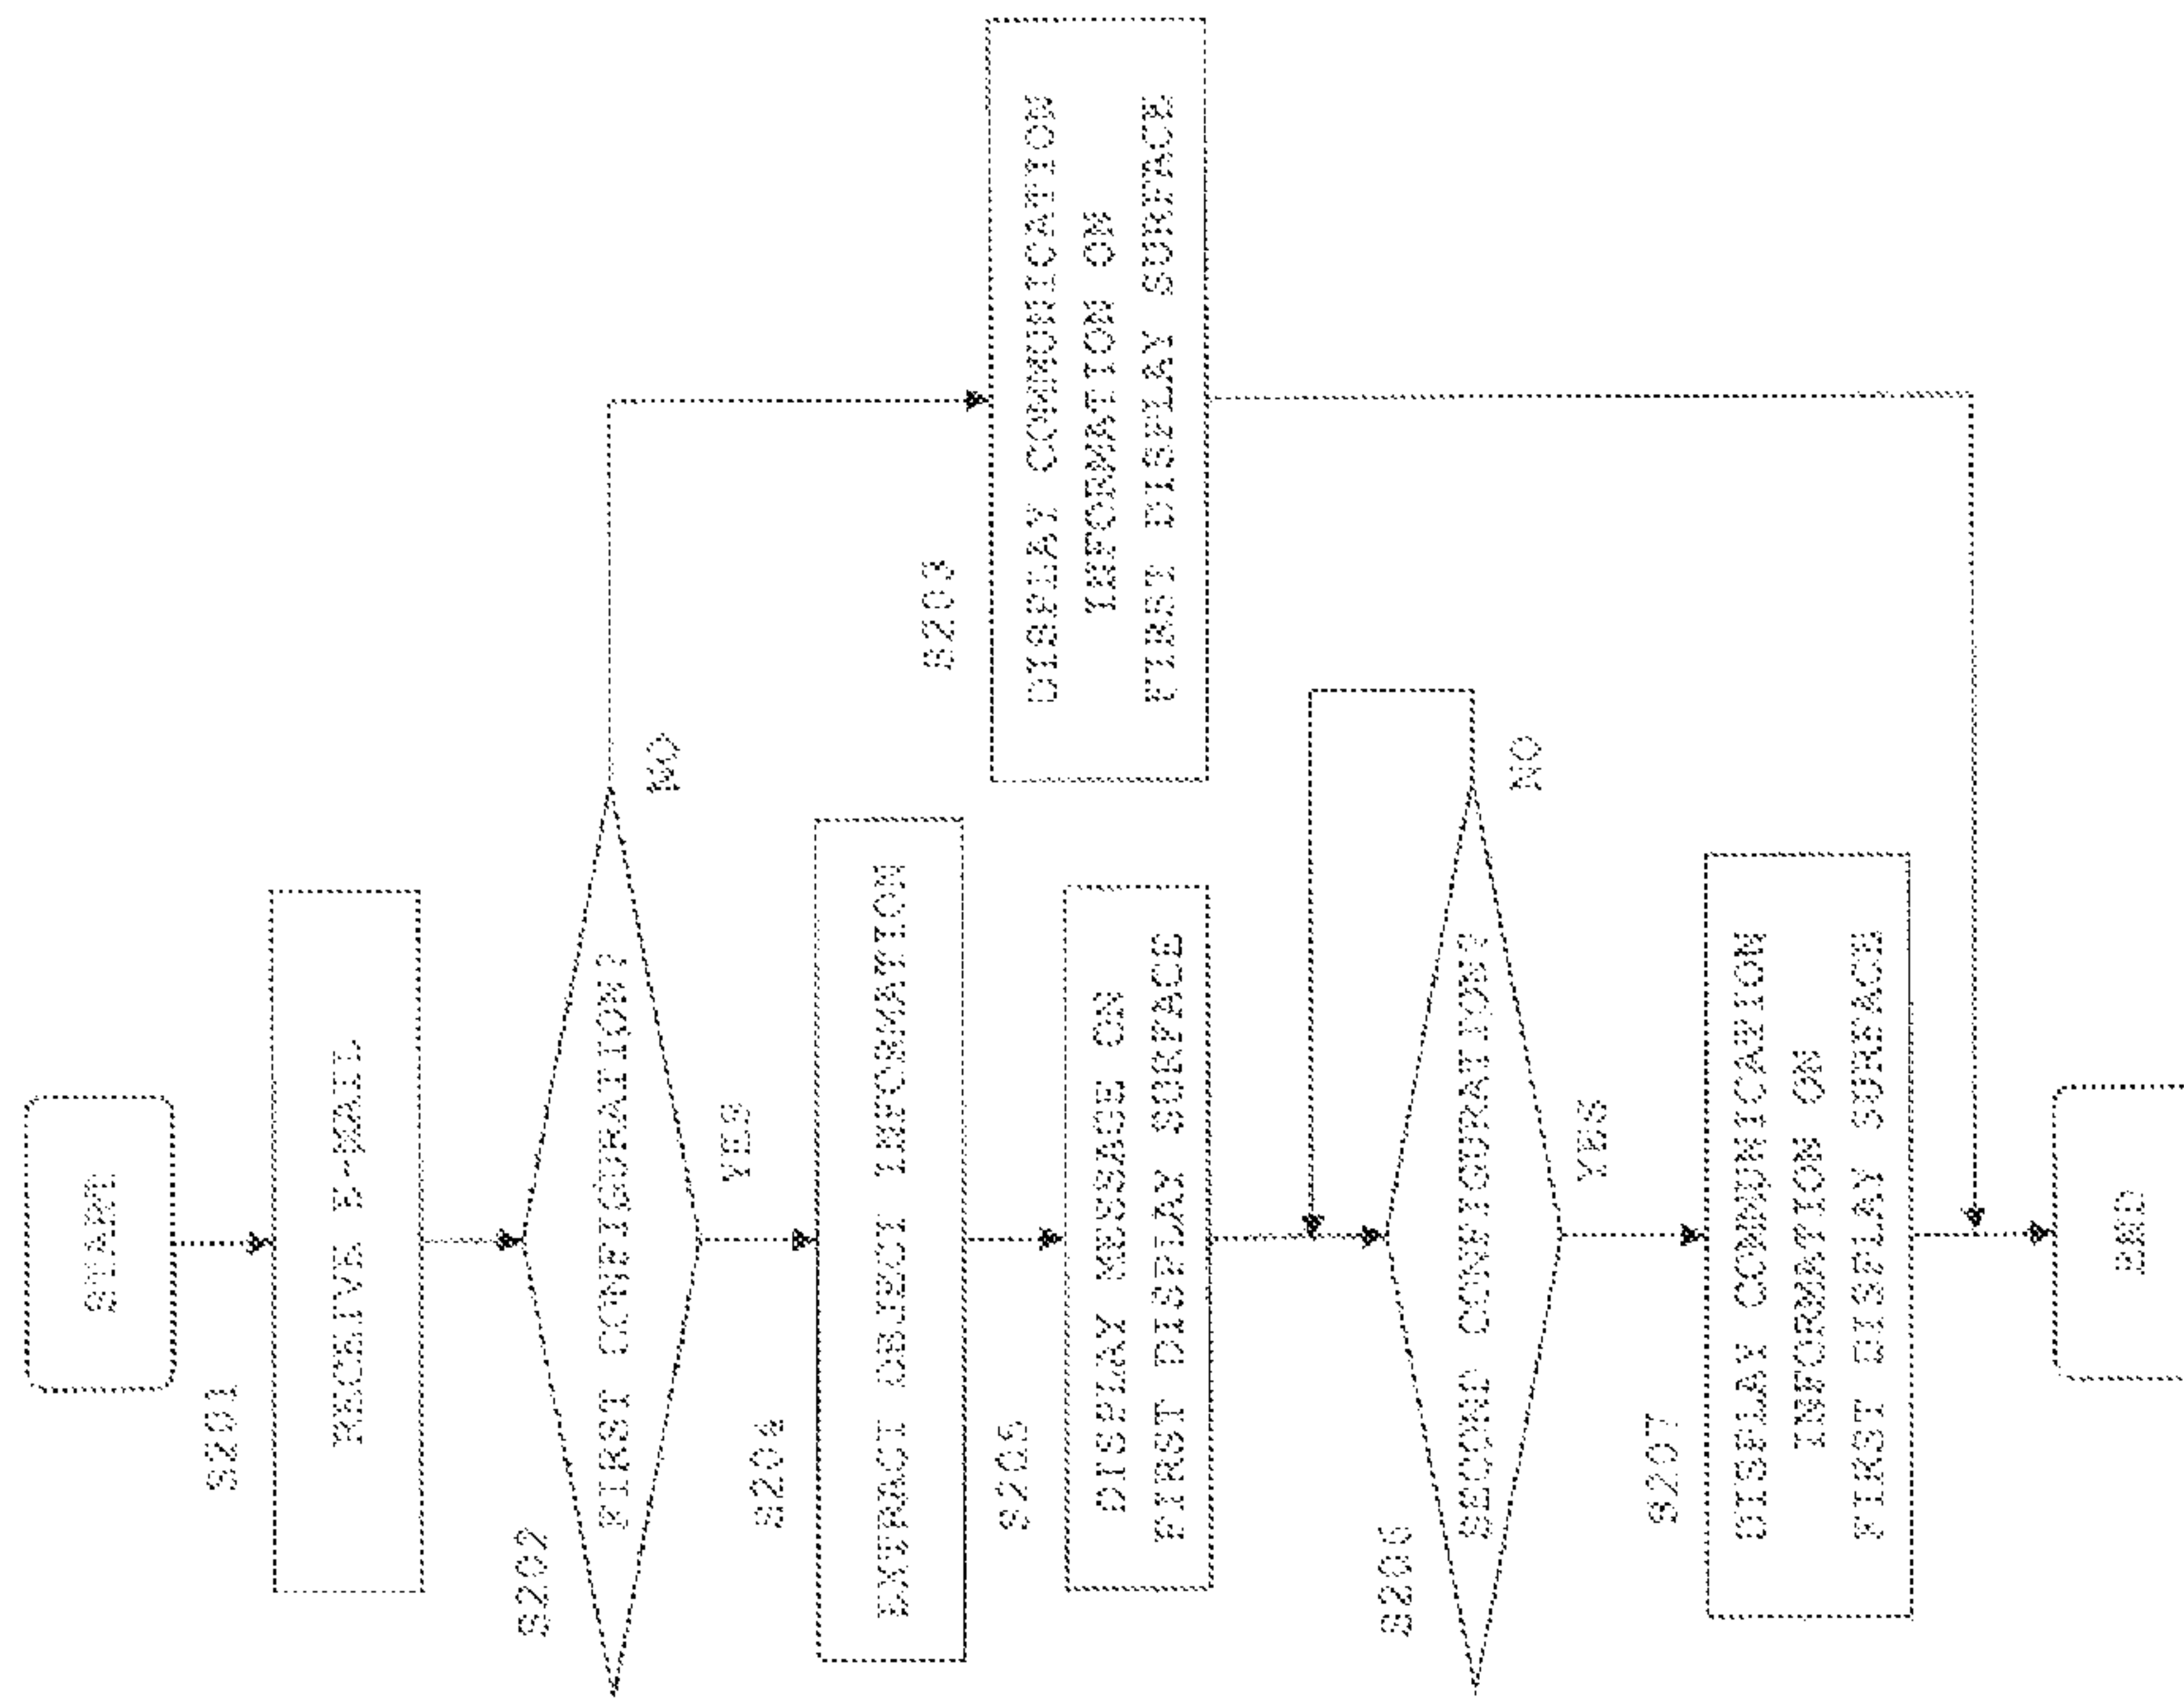 START
S201
RECEIVE E-MAIL
S202
FIRST CONFIGURATION?
NO
YES
S203
DISPLAY COMMUNICATION
INFORMATION ON
FIRST DISPLAY SURFACE
S204
EXTRACT OBJECT INFORMATION
S205
DISPLAY MESSAGE ON
FIRST DISPLAY SURFACE
S206
SECOND CONFIGURATION?
NO
YES
S207
DISPLAY COMMUNICATION
INFORMATION ON
FIRST DISPLAY SURFACE
END